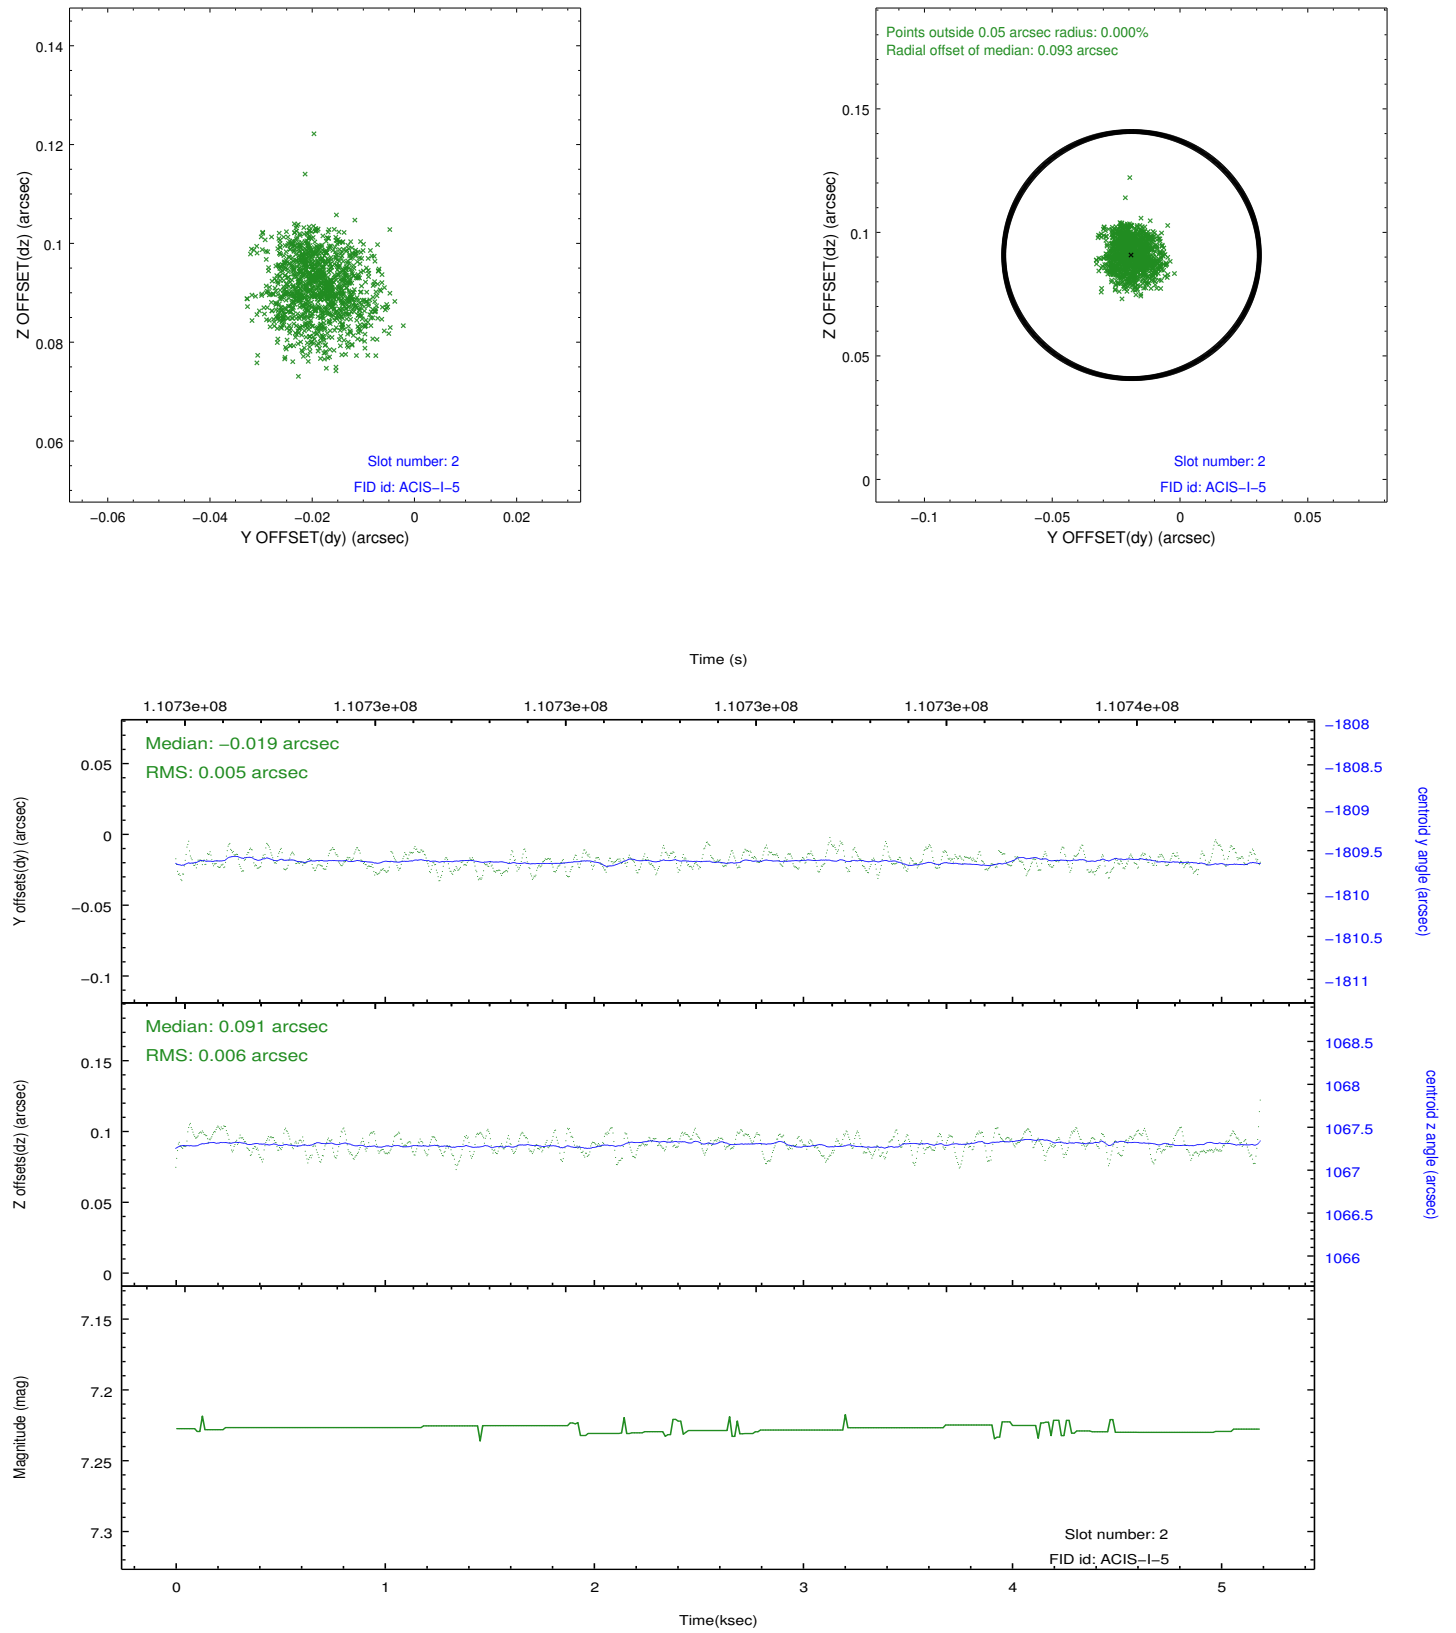 0.14
0.12
0.1
0.08
0.06
Z OFFSET(dz) (arcsec)
Slot number: 2
FID id: ACIS−I−5
−0.06 −0.04 −0.02 0 0.02
Y OFFSET(dy) (arcsec)
Points outside 0.05 arcsec radius: 0.000%
Radial offset of median: 0.093 arcsec
0.15
0.1
0.05
0
Z OFFSET(dz) (arcsec)
Slot number: 2
FID id: ACIS−I−5
−0.1 −0.05 0 0.05
Y OFFSET(dy) (arcsec)
Time (s)
1.1073e+08 1.1073e+08 1.1073e+08 1.1073e+08 1.1073e+08 1.1074e+08
Median: −0.019 arcsec
RMS: 0.005 arcsec
0.05
0
−0.05
−0.1
Y offsets(dy) (arcsec)
−1808
−1808.5
−1809
−1809.5
−1810
−1810.5
−1811
centroid y angle (arcsec)
Median: 0.091 arcsec
RMS: 0.006 arcsec
0.15
0.1
0.05
0
Z offsets(dz) (arcsec)
1068.5
1068
1067.5
1067
1066.5
1066
centroid z angle (arcsec)
7.15
7.2
7.25
7.3
Magnitude (mag)
Slot number: 2
FID id: ACIS−I−5
0 1 2 3 4 5
Time(ksec)